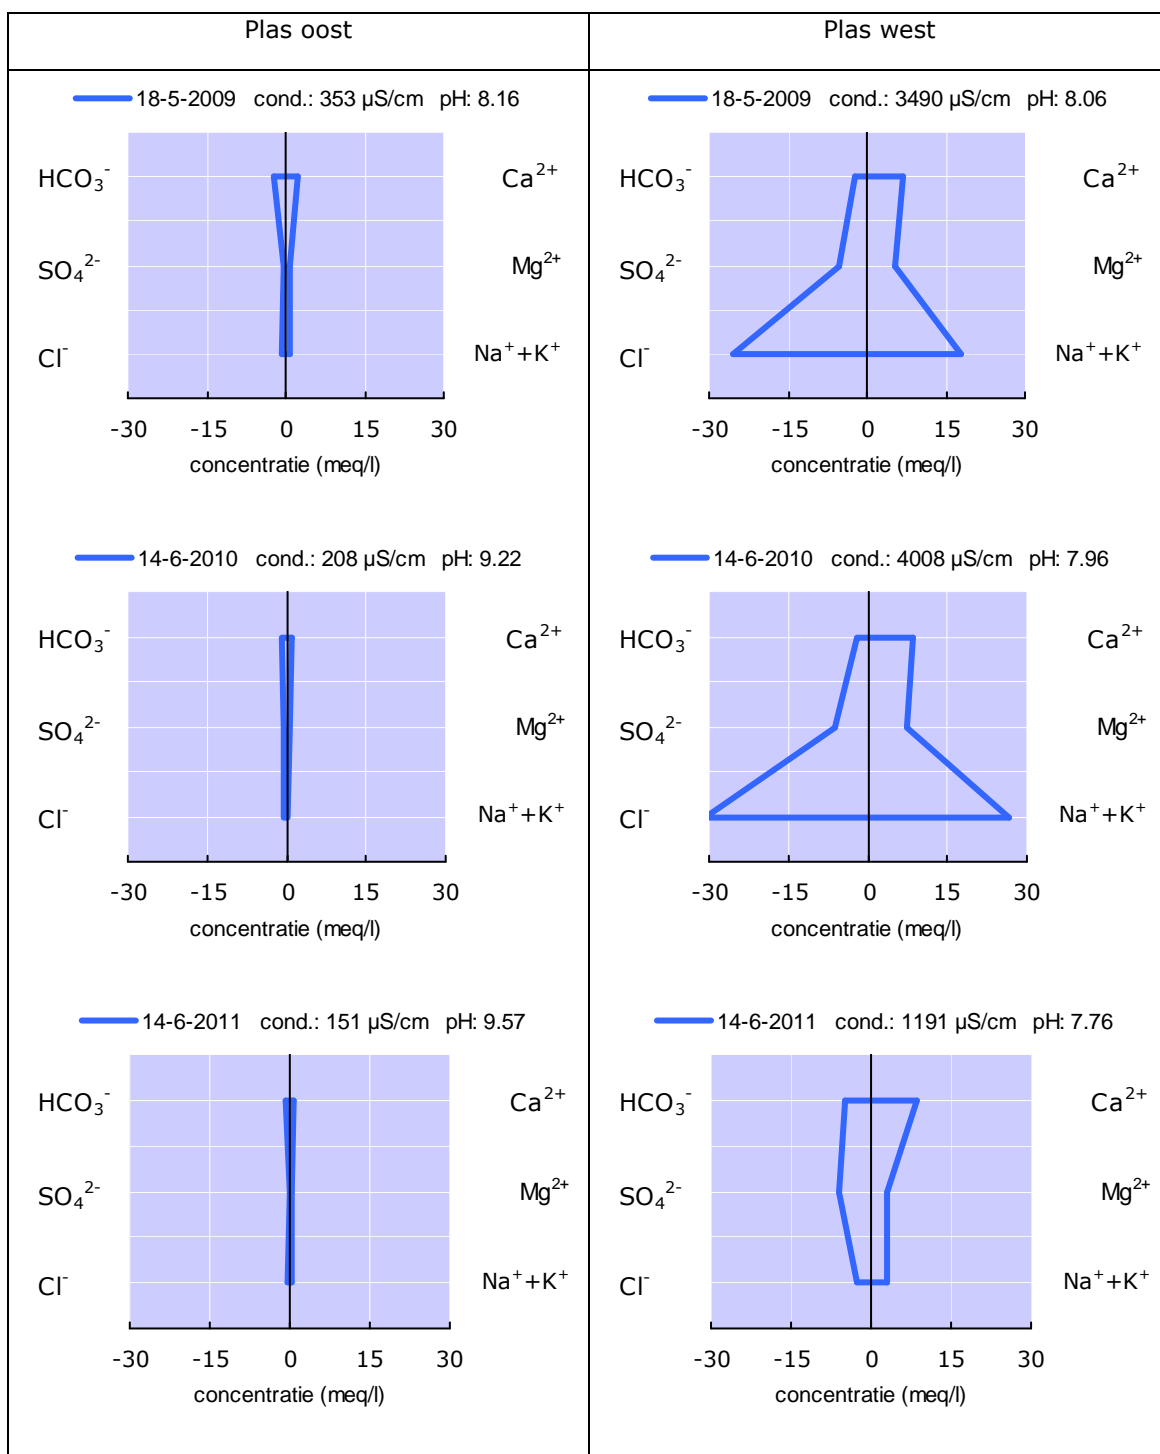 Plas oost
Plas west
18-5-2009 cond.: 353 µS/cm pH: 8.16
HCO₃⁻ Ca²⁺
SO₄²⁻ Mg²⁺
Cl⁻ Na⁺+K⁺
-30 -15 0 15 30
concentratie (meq/l)
18-5-2009 cond.: 3490 µS/cm pH: 8.06
HCO₃⁻ Ca²⁺
SO₄²⁻ Mg²⁺
Cl⁻ Na⁺+K⁺
-30 -15 0 15 30
concentratie (meq/l)
14-6-2010 cond.: 208 µS/cm pH: 9.22
HCO₃⁻ Ca²⁺
SO₄²⁻ Mg²⁺
Cl⁻ Na⁺+K⁺
-30 -15 0 15 30
concentratie (meq/l)
14-6-2010 cond.: 4008 µS/cm pH: 7.96
HCO₃⁻ Ca²⁺
SO₄²⁻ Mg²⁺
Cl⁻ Na⁺+K⁺
-30 -15 0 15 30
concentratie (meq/l)
14-6-2011 cond.: 151 µS/cm pH: 9.57
HCO₃⁻ Ca²⁺
SO₄²⁻ Mg²⁺
Cl⁻ Na⁺+K⁺
-30 -15 0 15 30
concentratie (meq/l)
14-6-2011 cond.: 1191 µS/cm pH: 7.76
HCO₃⁻ Ca²⁺
SO₄²⁻ Mg²⁺
Cl⁻ Na⁺+K⁺
-30 -15 0 15 30
concentratie (meq/l)